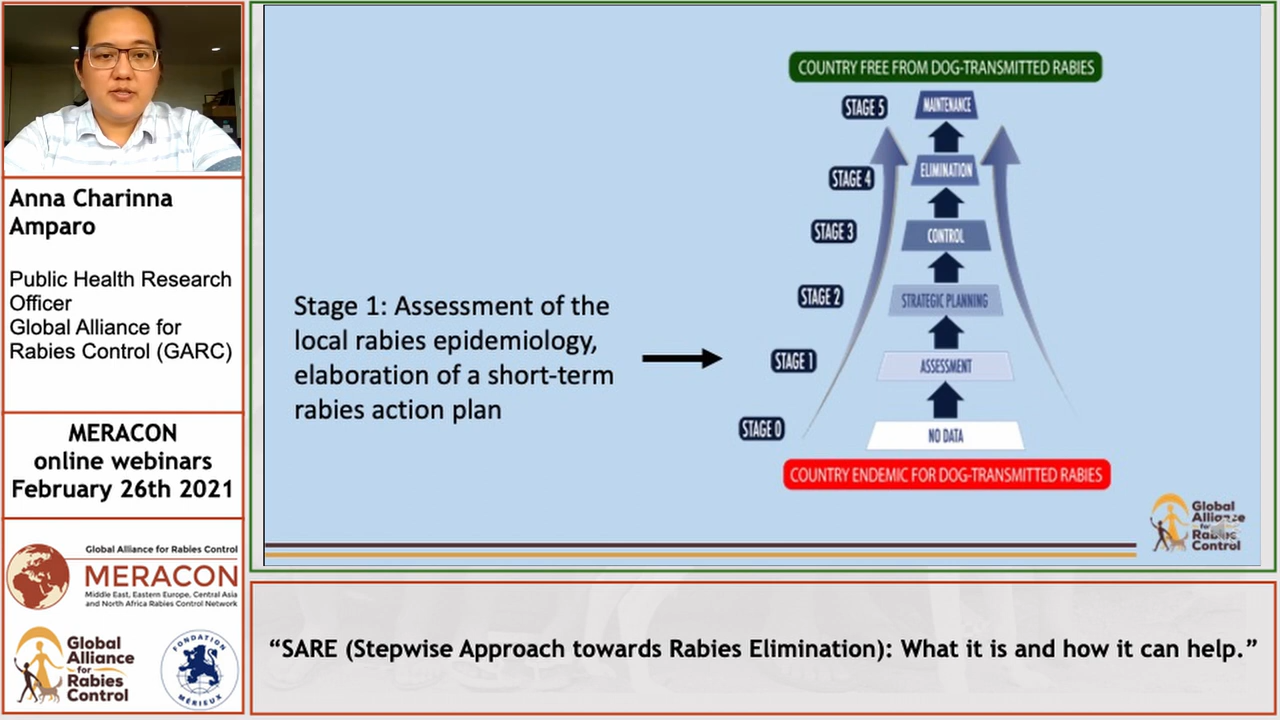 Anna Charinna
Amparo
Public Health Research
Officer
Global Alliance for
Rabies Control (GARC)
MERACON
online webinars
February 26th 2021
Global Alliance for Rabies Control
MERACON
Middle East, Eastern Europe, Central Asia
and North Africa Rabies Control Network
Global
Alliance
for
Rabies
Control
FONDATION
MÉRIEUX
Stage 1: Assessment of the
local rabies epidemiology,
elaboration of a short-term
rabies action plan
COUNTRY FREE FROM DOG-TRANSMITTED RABIES
STAGE 5 MAINTENANCE
STAGE 4 ELIMINATION
STAGE 3 CONTROL
STAGE 2 STRATEGIC PLANNING
STAGE 1 ASSESSMENT
STAGE 0 NO DATA
COUNTRY ENDEMIC FOR DOG-TRANSMITTED RABIES
Global
Alliance
for
Rabies
Control
“SARE (Stepwise Approach towards Rabies Elimination): What it is and how it can help.”